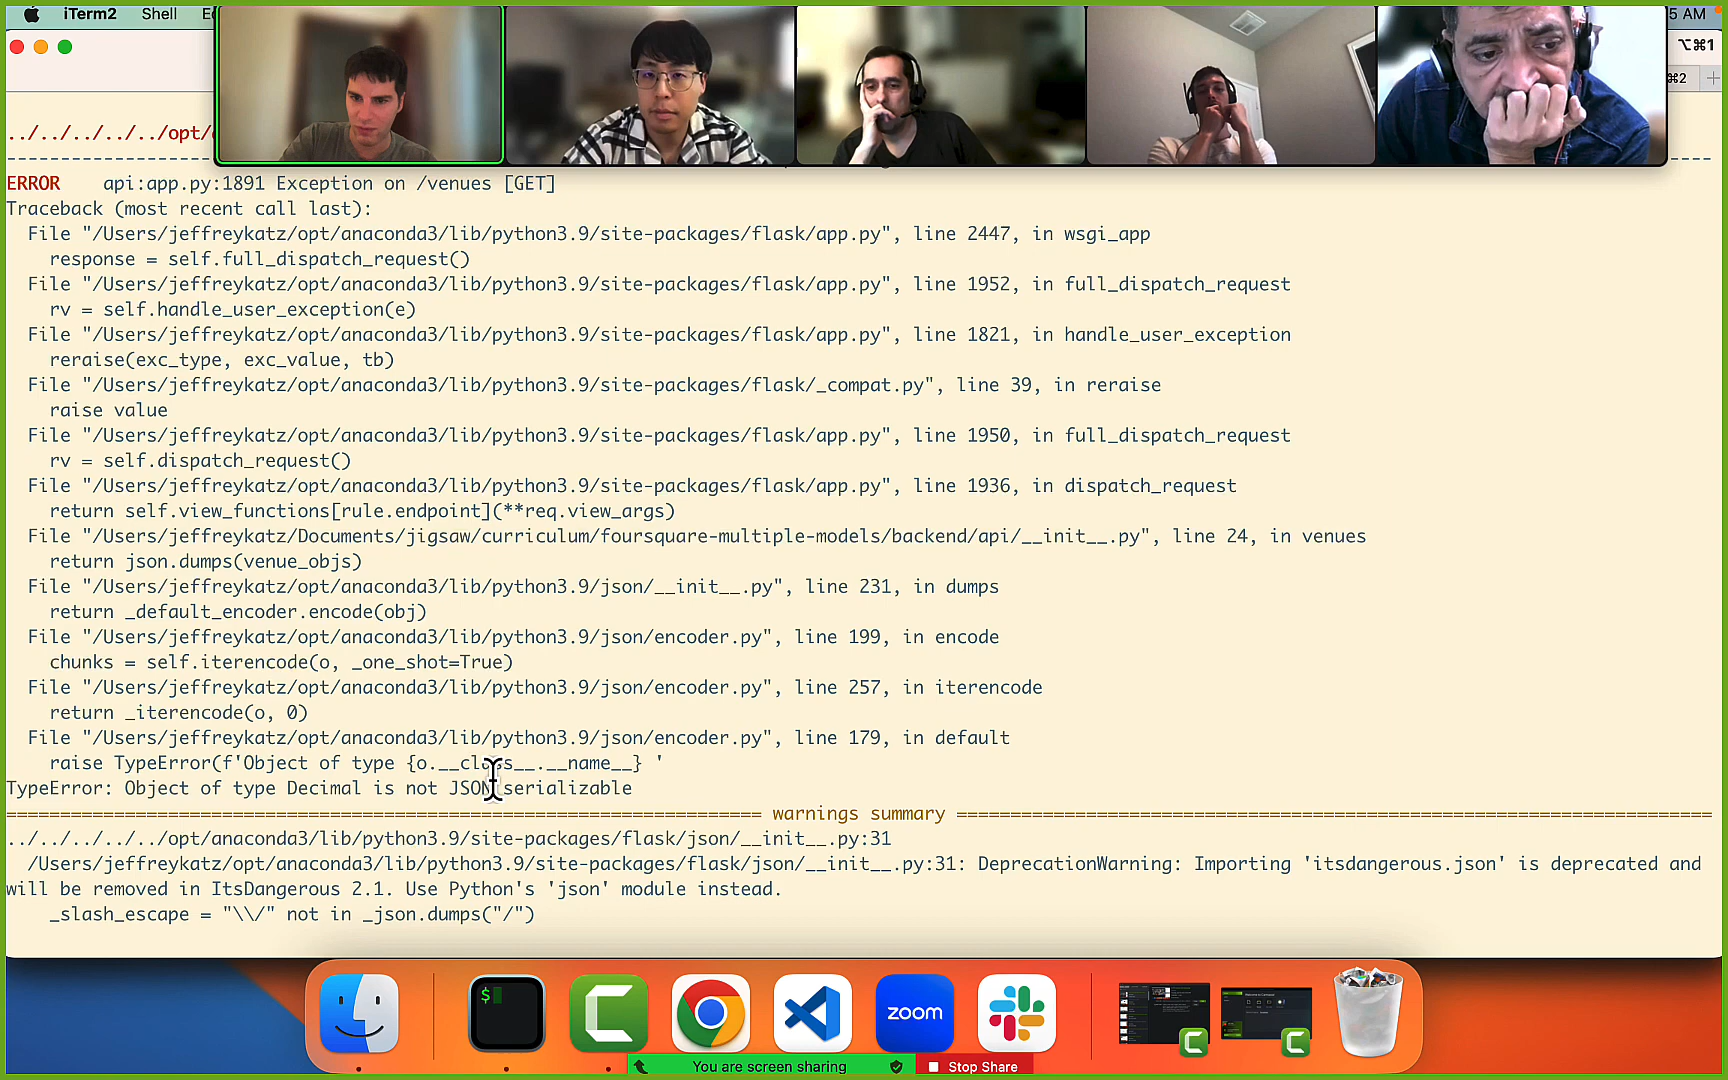 iTerm2 Shell
5 AM
⌥⌘1
⌘2
../../../../../opt/
ERROR    api:app.py:1891 Exception on /venues [GET]
Traceback (most recent call last):
  File "/Users/jeffreykatz/opt/anaconda3/lib/python3.9/site-packages/flask/app.py", line 2447, in wsgi_app
    response = self.full_dispatch_request()
  File "/Users/jeffreykatz/opt/anaconda3/lib/python3.9/site-packages/flask/app.py", line 1952, in full_dispatch_request
    rv = self.handle_user_exception(e)
  File "/Users/jeffreykatz/opt/anaconda3/lib/python3.9/site-packages/flask/app.py", line 1821, in handle_user_exception
    reraise(exc_type, exc_value, tb)
  File "/Users/jeffreykatz/opt/anaconda3/lib/python3.9/site-packages/flask/_compat.py", line 39, in reraise
    raise value
  File "/Users/jeffreykatz/opt/anaconda3/lib/python3.9/site-packages/flask/app.py", line 1950, in full_dispatch_request
    rv = self.dispatch_request()
  File "/Users/jeffreykatz/opt/anaconda3/lib/python3.9/site-packages/flask/app.py", line 1936, in dispatch_request
    return self.view_functions[rule.endpoint](**req.view_args)
  File "/Users/jeffreykatz/Documents/jigsaw/curriculum/foursquare-multiple-models/backend/api/__init__.py", line 24, in venues
    return json.dumps(venue_objs)
  File "/Users/jeffreykatz/opt/anaconda3/lib/python3.9/json/__init__.py", line 231, in dumps
    return _default_encoder.encode(obj)
  File "/Users/jeffreykatz/opt/anaconda3/lib/python3.9/json/encoder.py", line 199, in encode
    chunks = self.iterencode(o, _one_shot=True)
  File "/Users/jeffreykatz/opt/anaconda3/lib/python3.9/json/encoder.py", line 257, in iterencode
    return _iterencode(o, 0)
  File "/Users/jeffreykatz/opt/anaconda3/lib/python3.9/json/encoder.py", line 179, in default
    raise TypeError(f'Object of type {o.__class__.__name__} '
TypeError: Object of type Decimal is not JSON serializable
warnings summary
../../../../../opt/anaconda3/lib/python3.9/site-packages/flask/json/__init__.py:31
  /Users/jeffreykatz/opt/anaconda3/lib/python3.9/site-packages/flask/json/__init__.py:31: DeprecationWarning: Importing 'itsdangerous.json' is deprecated and
will be removed in ItsDangerous 2.1. Use Python's 'json' module instead.
    _slash_escape = "\\/" not in _json.dumps("/")
$
zoom
You are screen sharing
Stop Share